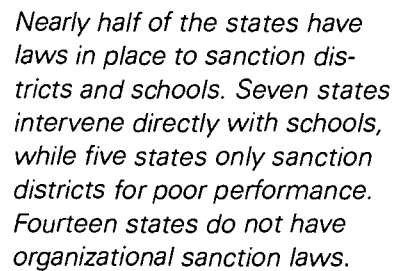 Nearly half of the states have
laws in place to sanction dis-
tricts and schools. Seven states
intervene directly with schools,
while five states only sanction
districts for poor performance.
Fourteen states do not have
organizational sanction laws.